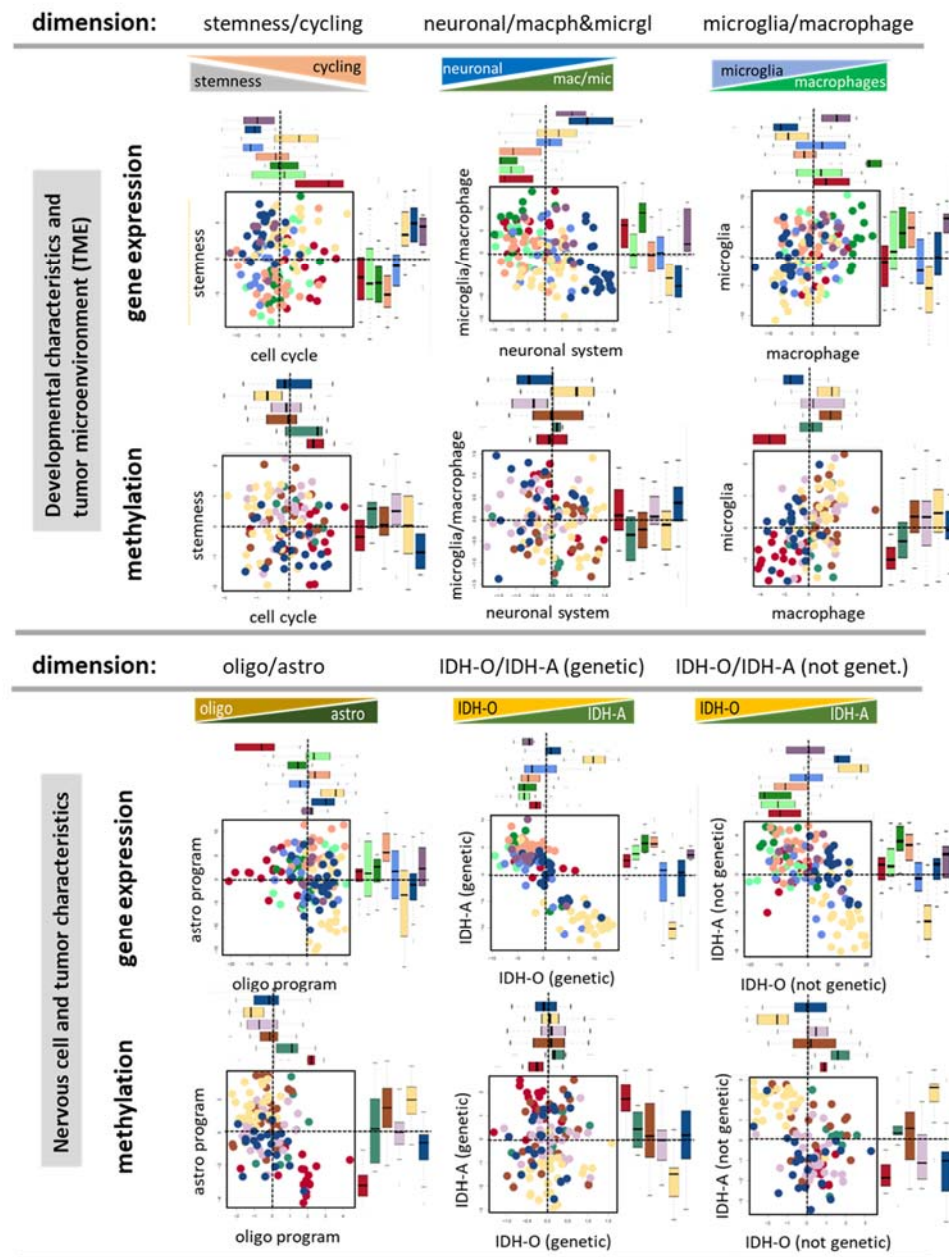 dimension: stemness/cycling neuronal/macph&micrgl microglia/macrophage
cycling
stemness
neuronal
mac/mic
microglia
macrophages
Developmental characteristics and
tumor microenvironment (TME)
gene expression
stemness
cell cycle
microglia/macrophage
neuronal system
microglia
macrophage
methylation
stemness
cell cycle
microglia/macrophage
neuronal system
microglia
macrophage
dimension: oligo/astro IDH-O/IDH-A (genetic) IDH-O/IDH-A (not genet.)
oligo
astro
IDH-O
IDH-A
IDH-O
IDH-A
Nervous cell and tumor characteristics
gene expression
astro program
oligo program
IDH-A (genetic)
IDH-O (genetic)
IDH-A (not genetic)
IDH-O (not genetic)
methylation
astro program
oligo program
IDH-A (genetic)
IDH-O (genetic)
IDH-A (not genetic)
IDH-O (not genetic)